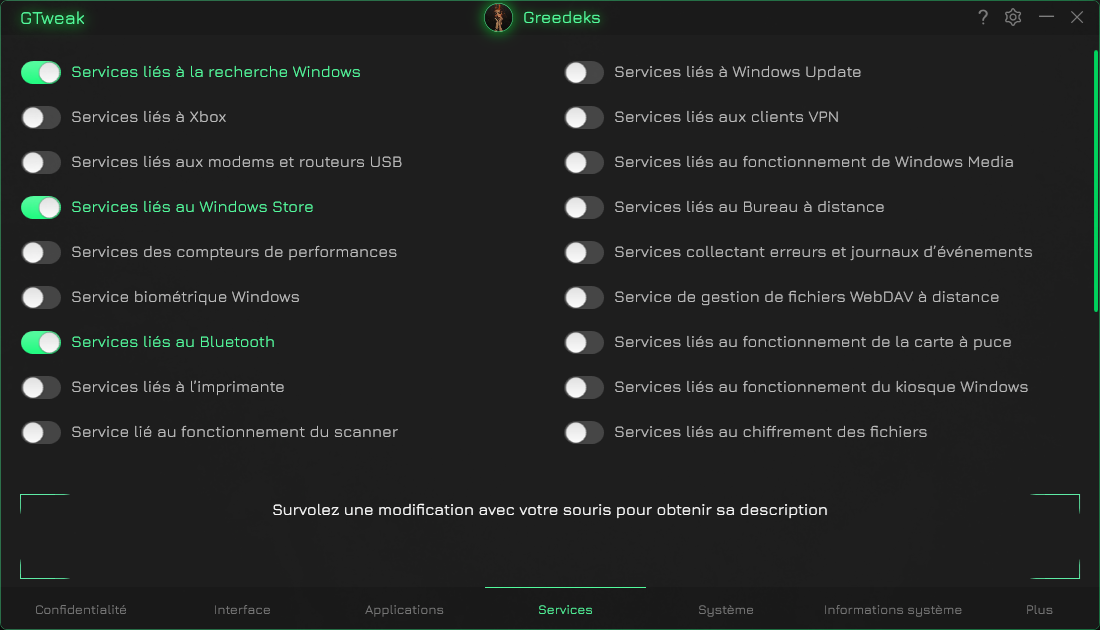 GTweak
Greedeks
?
Services liés à la recherche Windows
Services liés à Windows Update
Services liés à Xbox
Services liés aux clients VPN
Services liés aux modems et routeurs USB
Services liés au fonctionnement de Windows Media
Services liés au Windows Store
Services liés au Bureau à distance
Services des compteurs de performances
Services collectant erreurs et journaux d'événements
Service biométrique Windows
Service de gestion de fichiers WebDAV à distance
Services liés au Bluetooth
Services liés au fonctionnement de la carte à puce
Services liés à l'imprimante
Services liés au fonctionnement du kiosque Windows
Service lié au fonctionnement du scanner
Services liés au chiffrement des fichiers
Survolez une modification avec votre souris pour obtenir sa description
Confidentialité
Interface
Applications
Services
Système
Informations système
Plus